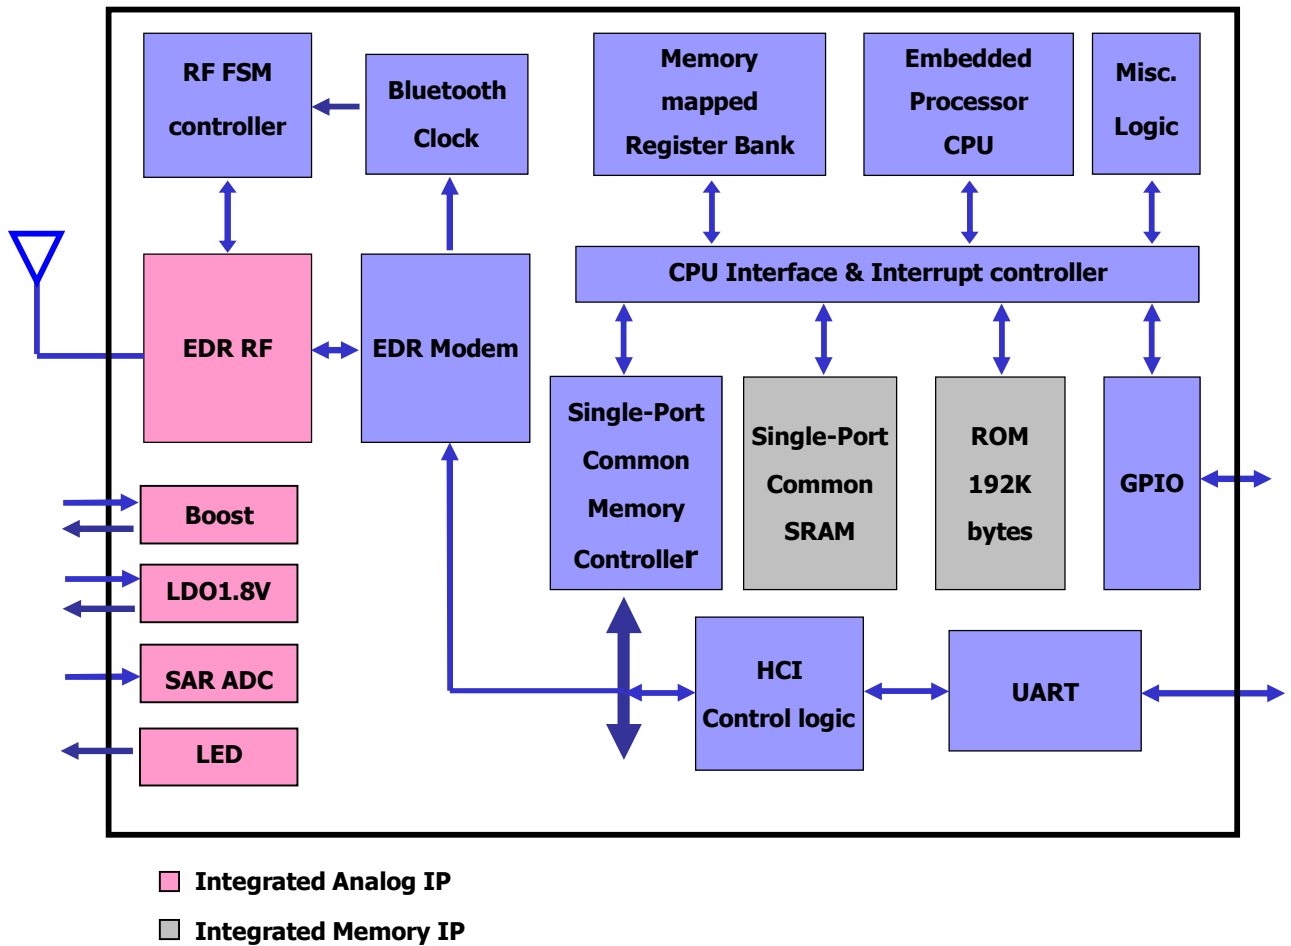 RF FSM
controller
Bluetooth
Clock
Memory
mapped
Register Bank
Embedded
Processor
CPU
Misc.
Logic
CPU Interface & Interrupt controller
EDR RF
EDR Modem
Single-Port
Common
Memory
Controller
Single-Port
Common
SRAM
ROM
192K
bytes
GPIO
Boost
LDO1.8V
SAR ADC
LED
HCI
Control logic
UART
Integrated Analog IP
Integrated Memory IP